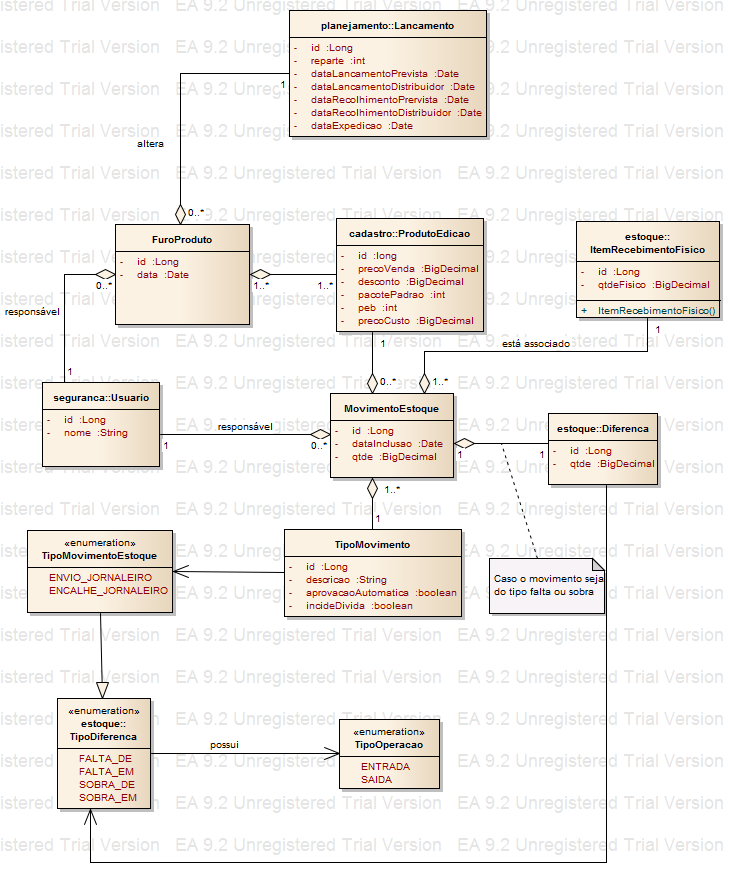 planejamento::Lancamento
- id :Long
- reparte :int
- dataLancamentoPrevista :Date
- dataLancamentoDistribuidor :Date
- dataRecolhimentoPrervista :Date
- dataRecolhimentoDistribuidor :Date
- dataExpedicao :Date
1
altera
0..*
FuroProduto
- id :Long
- data :Date
0..*
1..*
1..*
cadastro::ProdutoEdicao
- id :long
- precoVenda :BigDecimal
- desconto :BigDecimal
- pacotePadrao :int
- peb :int
- precoCusto :BigDecimal
estoque::
ItemRecebimentoFisico
- id :Long
- qtdeFisico :BigDecimal
+ ItemRecebimentoFisico()
responsável
1
1
1
está associado
0..*
1..*
seguranca::Usuario
- id :Long
- nome :String
1
responsável
0..*
MovimentoEstoque
- id :Long
- dataInclusao :Date
- qtde :BigDecimal
1
1
estoque::Diferenca
- id :Long
- qtde :BigDecimal
1..*
1
«enumeration»
TipoMovimentoEstoque
ENVIO_JORNALEIRO
ENCALHE_JORNALEIRO
TipoMovimento
- id :Long
- descricao :String
- aprovacaoAutomatica :boolean
- incideDivida :boolean
Caso o movimento seja
do tipo falta ou sobra
«enumeration»
estoque::
TipoDiferenca
FALTA_DE
FALTA_EM
SOBRA_DE
SOBRA_EM
possui
«enumeration»
TipoOperacao
ENTRADA
SAIDA
EA 9.2 Unregistered Trial Version